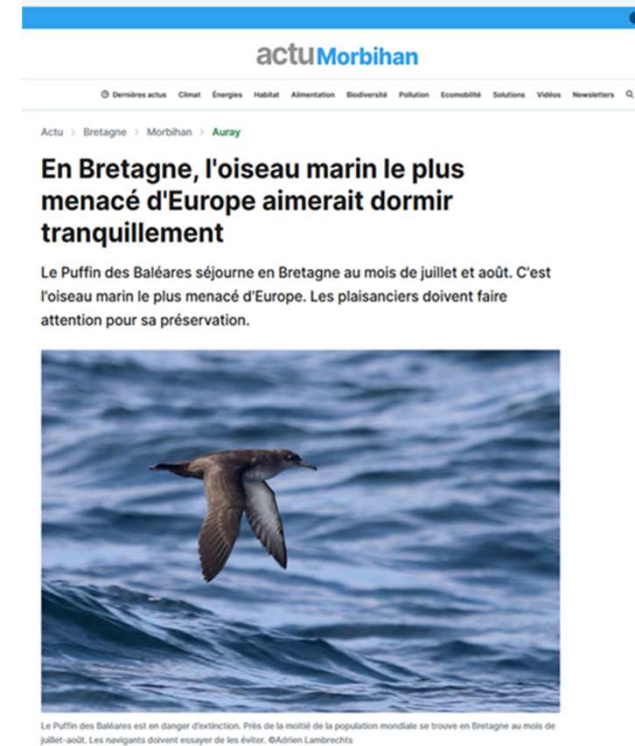 actu Morbihan
Dernières actus Climat Énergies Habitat Alimentation Biodiversité Pollution Ecomobilité Solutions Vidéos Newsletters
Actu > Bretagne > Morbihan > Auray
En Bretagne, l'oiseau marin le plus
menacé d'Europe aimerait dormir
tranquillement
Le Puffin des Baléares séjourne en Bretagne au mois de juillet et août. C'est
l'oiseau marin le plus menacé d'Europe. Les plaisanciers doivent faire
attention pour sa préservation.
Le Puffin des Baléares est en danger d'extinction. Près de la moitié de la population mondiale se trouve en Bretagne au mois de
juillet-août. Les navigants doivent essayer de les éviter. ©Adrien Lambrechts